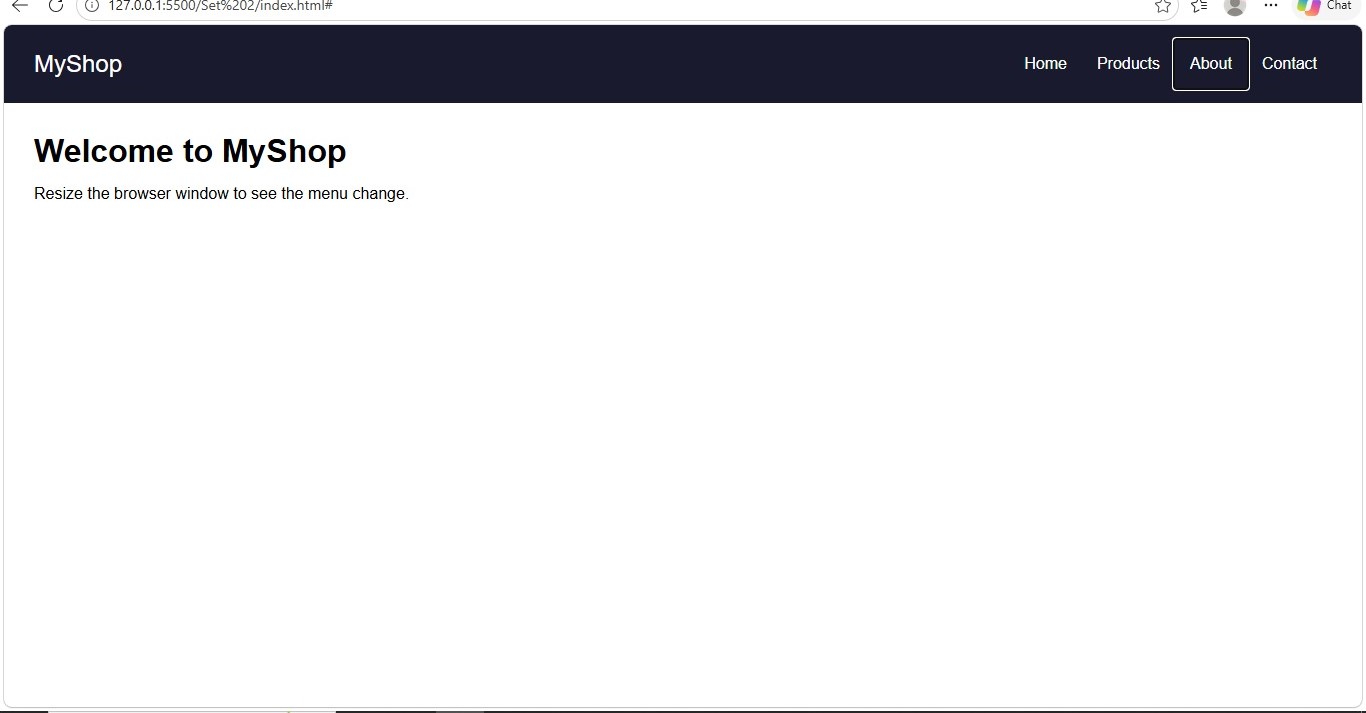 127.0.0.1:5500/Set%202/index.html#
Chat
MyShop
Home Products About Contact
Welcome to MyShop
Resize the browser window to see the menu change.